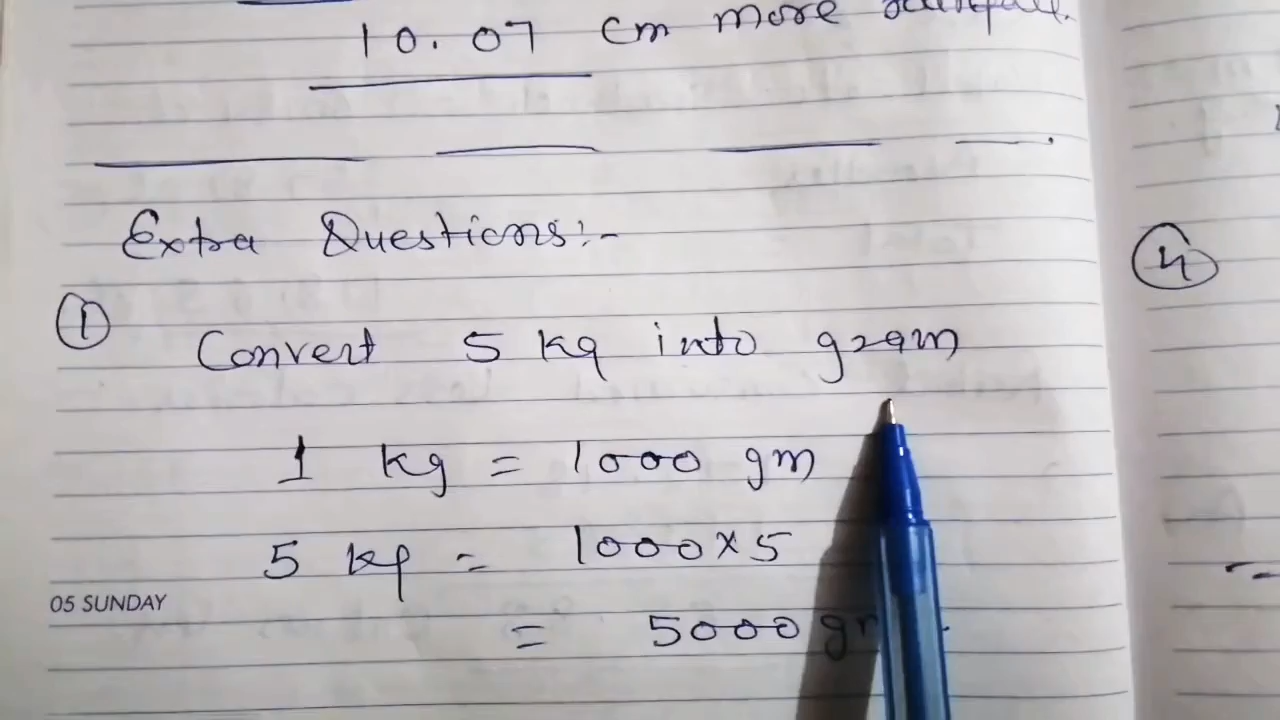 10.07 cm more rainfall.
Extra Questions:-
① Convert 5 kg into gram
1 kg = 1000 gm
5 kg = 1000×5
05 SUNDAY
= 5000
4